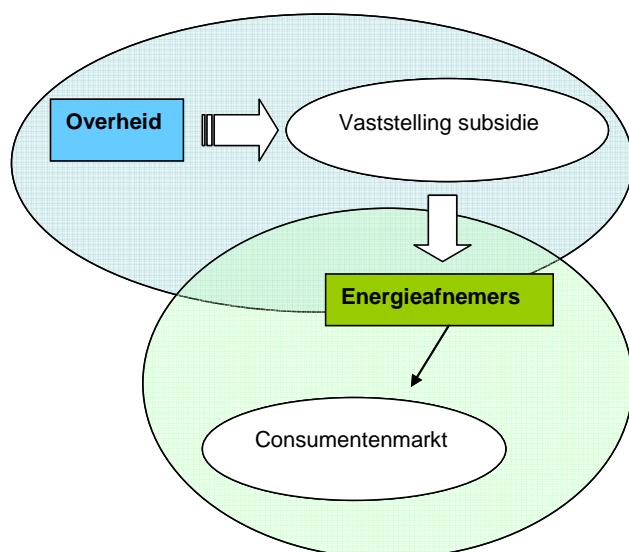 Overheid
Vaststelling subsidie
Energieafnemers
Consumentenmarkt